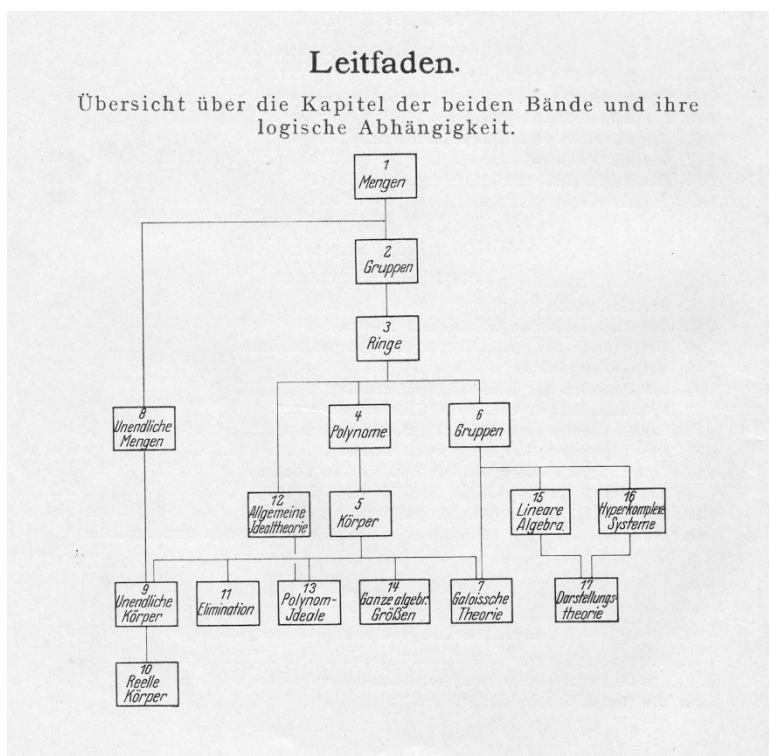 Leitfaden.
Übersicht über die Kapitel der beiden Bände und ihre
logische Abhängigkeit.
1
Mengen
2
Gruppen
3
Ringe
8
Unendliche
Mengen
4
Polynome
6
Gruppen
12
Allgemeine
Idealtheorie
5
Körper
15
Lineare
Algebra.
16
Hyperkomplexe
Systeme
9
Unendliche
Körper
11
Elimination
13
Polynom-
Jdeale
14
Ganze algebr.
Größen
7
Galoissche
Theorie
17
Darstellungs-
theorie
10
Reelle
Körper